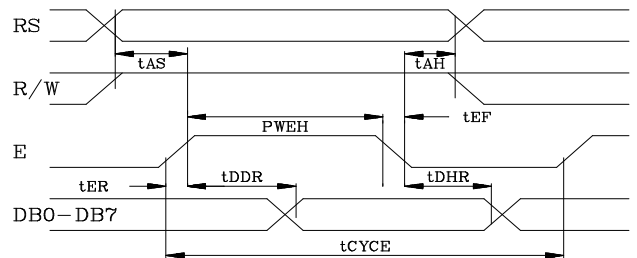 RS
tAS
tAH
R/W
PWEH
tEF
E
tER
tDDR
tDHR
DB0-DB7
tCYCE